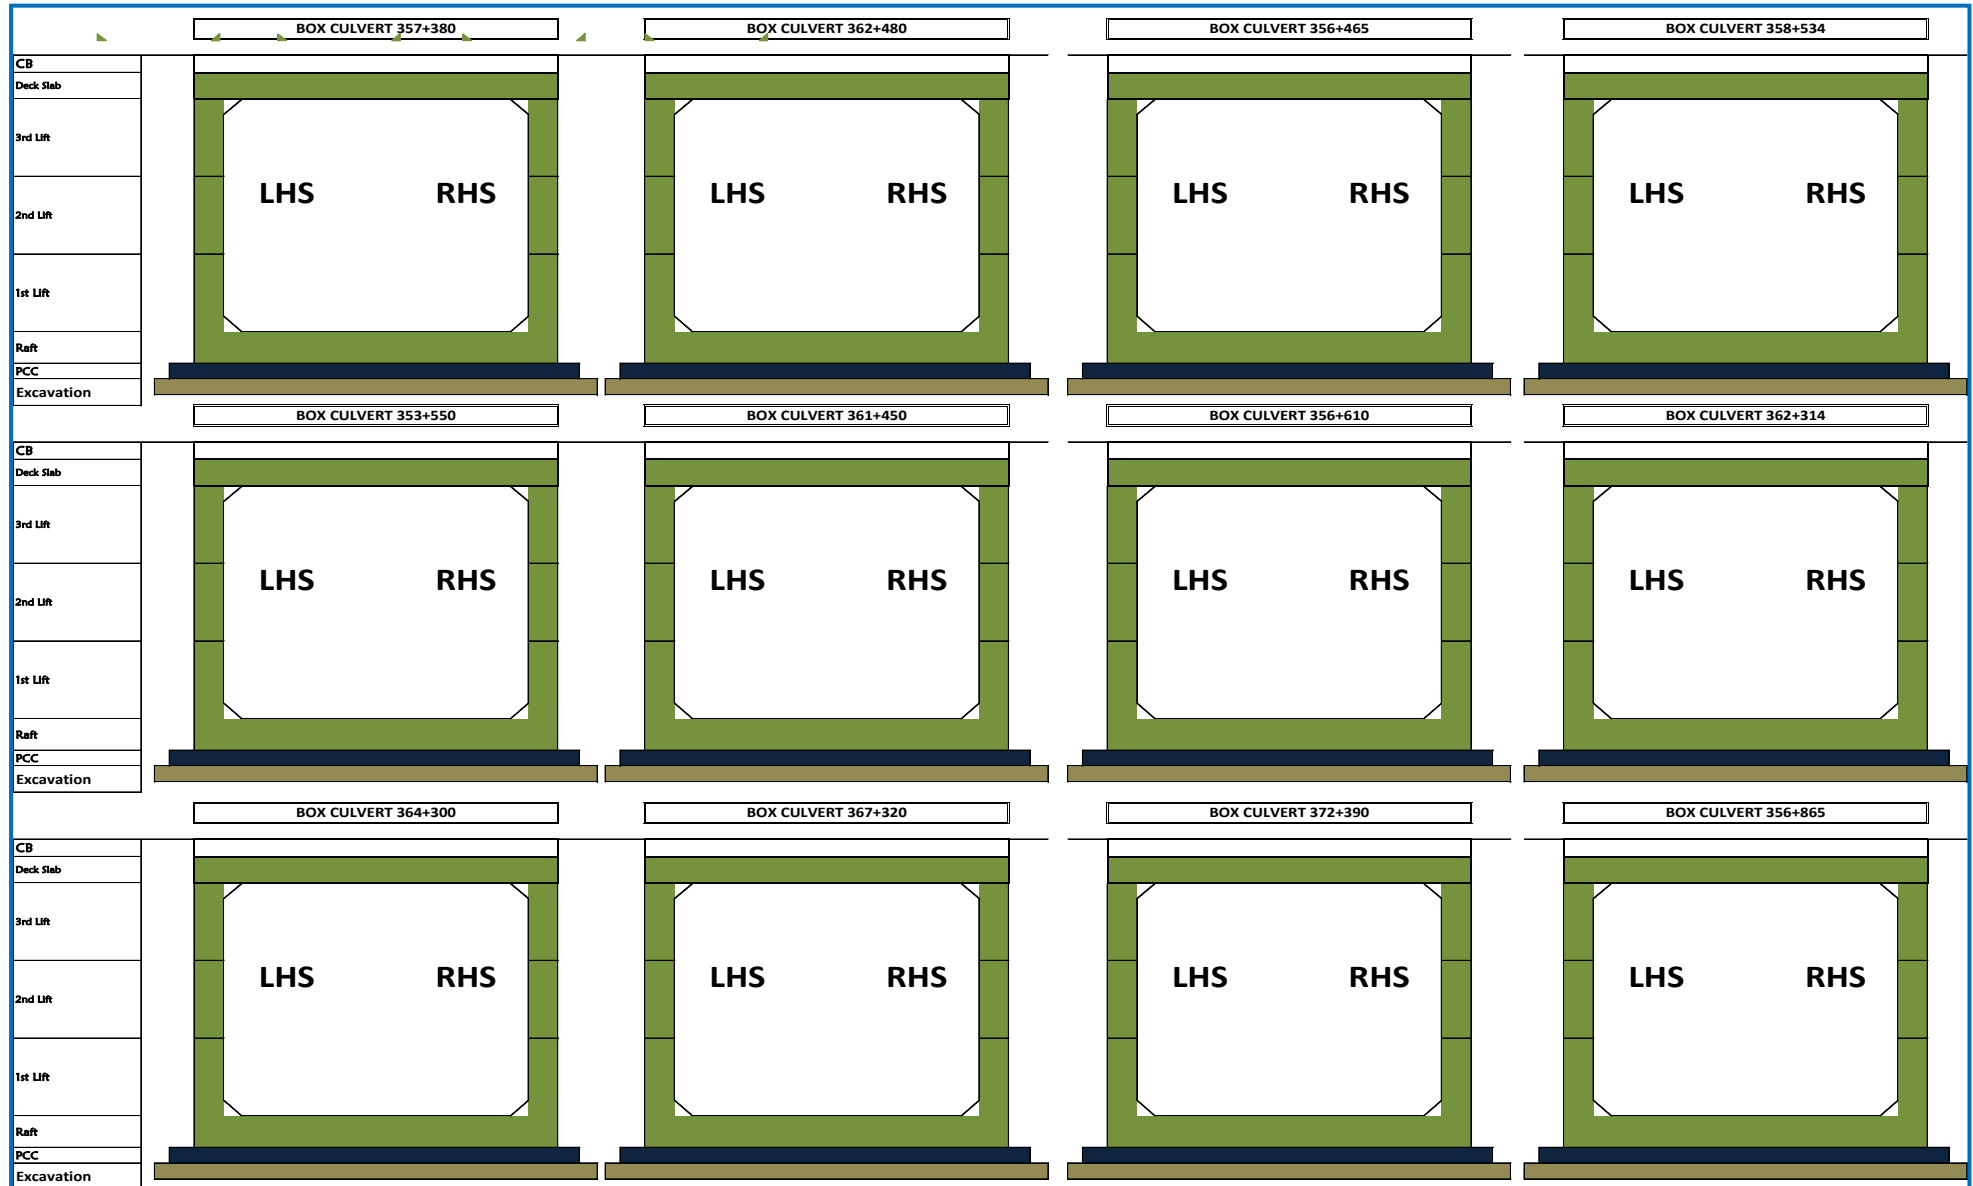 BOX CULVERT 357+380 BOX CULVERT 362+480 BOX CULVERT 356+465 BOX CULVERT 358+534
CB
Deck Slab
3rd Lift
LHS RHS LHS RHS LHS RHS LHS RHS
2nd Lift
1st Lift
Raft
PCC
Excavation
BOX CULVERT 353+550 BOX CULVERT 361+450 BOX CULVERT 356+610 BOX CULVERT 362+314
CB
Deck Slab
3rd Lift
LHS RHS LHS RHS LHS RHS LHS RHS
2nd Lift
1st Lift
Raft
PCC
Excavation
BOX CULVERT 364+300 BOX CULVERT 367+320 BOX CULVERT 372+390 BOX CULVERT 356+865
CB
Deck Slab
3rd Lift
LHS RHS LHS RHS LHS RHS LHS RHS
2nd Lift
1st Lift
Raft
PCC
Excavation